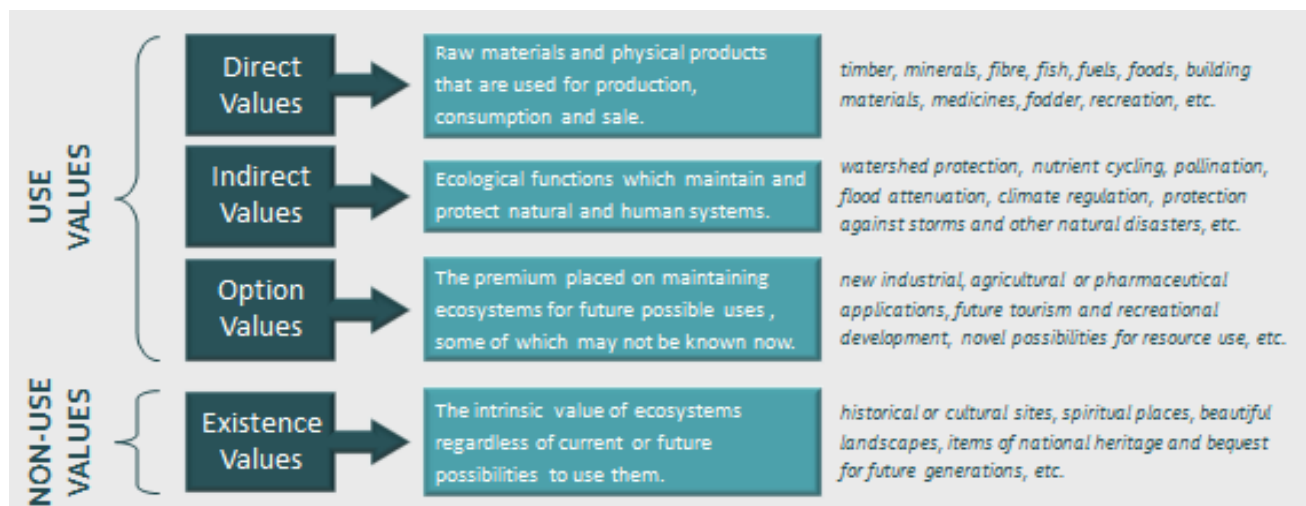 USE
VALUES
Direct
Values
Raw materials and physical products
that are used for production,
consumption and sale.
timber, minerals, fibre, fish, fuels, foods, building
materials, medicines, fodder, recreation, etc.
Indirect
Values
Ecological functions which maintain and
protect natural and human systems.
watershed protection, nutrient cycling, pollination,
flood attenuation, climate regulation, protection
against storms and other natural disasters, etc.
Option
Values
The premium placed on maintaining
ecosystems for future possible uses ,
some of which may not be known now.
new industrial, agricultural or pharmaceutical
applications, future tourism and recreational
development, novel possibilities for resource use, etc.
NON-USE
VALUES
Existence
Values
The intrinsic value of ecosystems
regardless of current or future
possibilities to use them.
historical or cultural sites, spiritual places, beautiful
landscapes, items of national heritage and bequest
for future generations, etc.